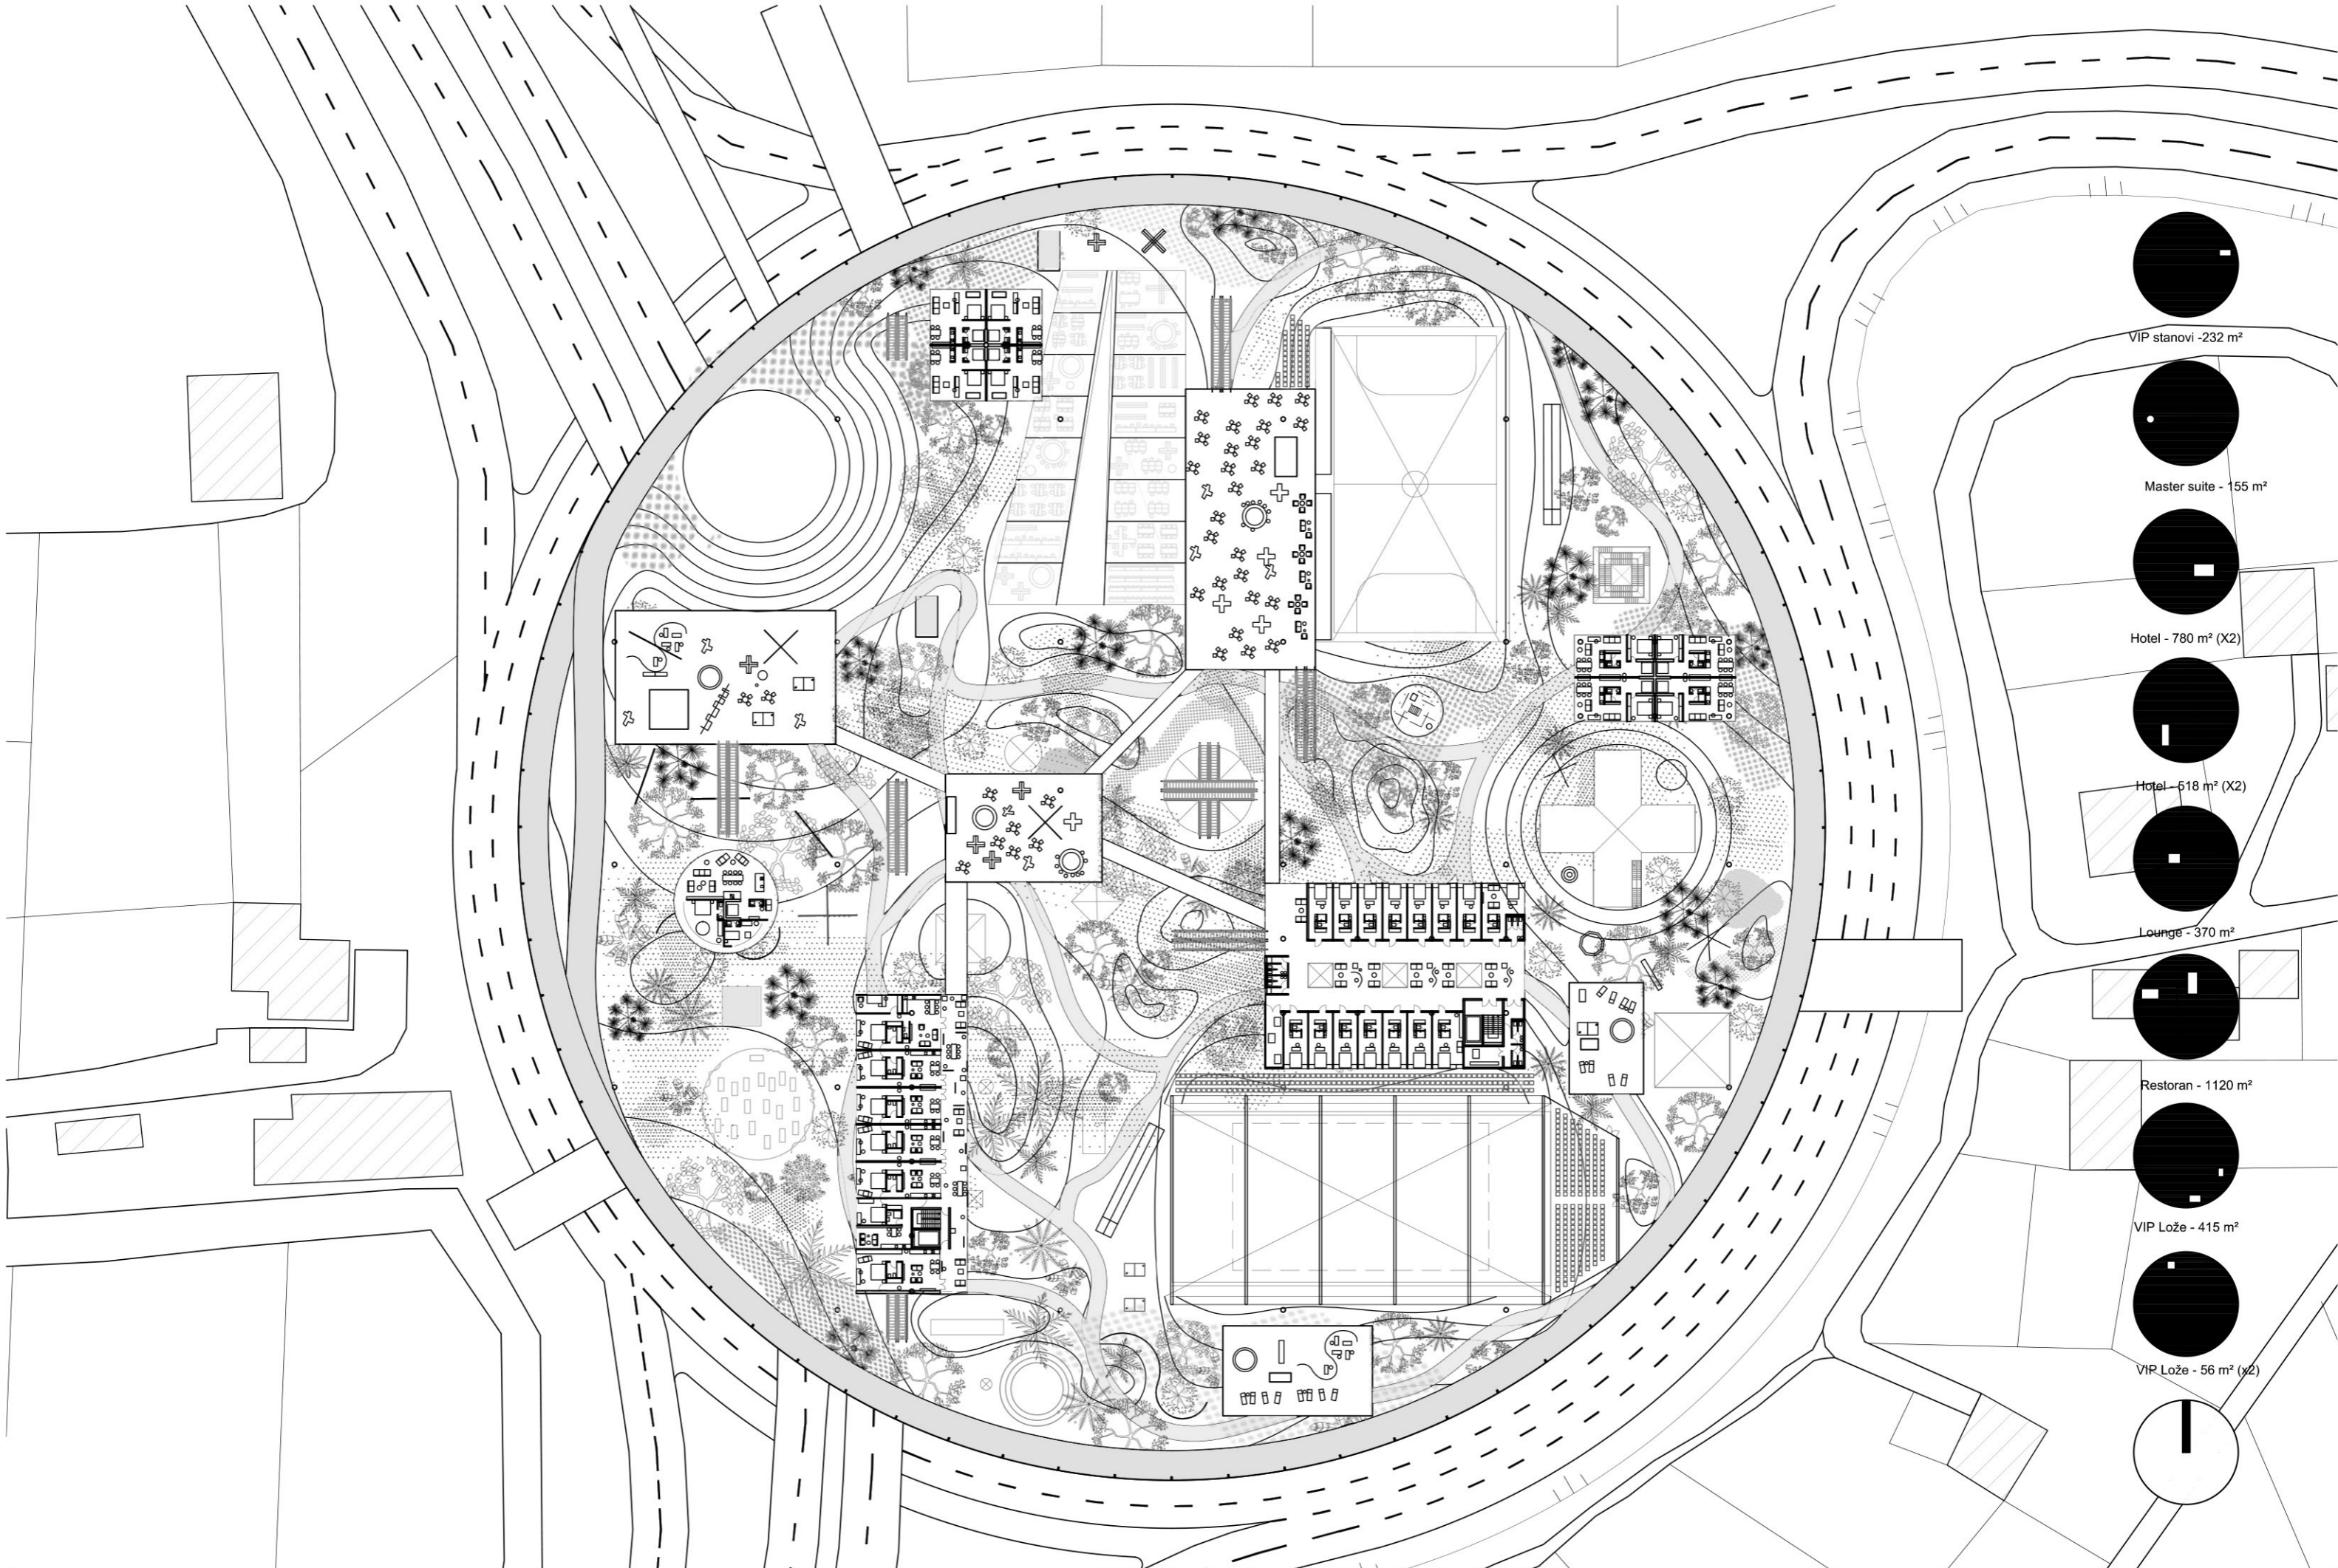 VIP stanovi -232 m²
Master suite - 155 m²
Hotel - 780 m² (X2)
Hotel - 518 m² (X2)
Lounge - 370 m²
Restoran - 1120 m²
VIP Lože - 415 m²
VIP Lože - 56 m² (x2)